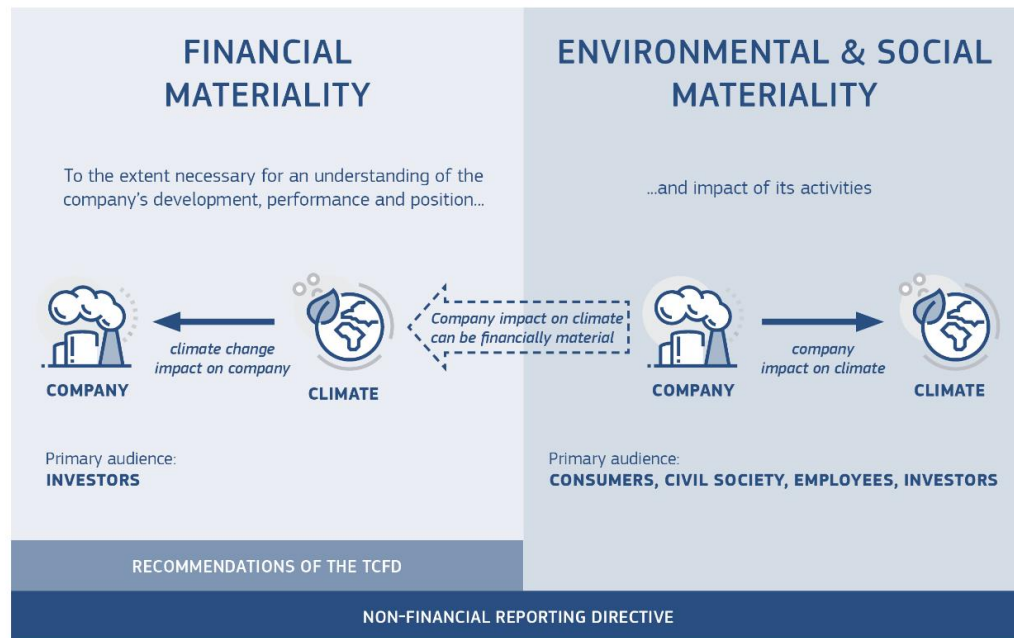 FINANCIAL
MATERIALITY
To the extent necessary for an understanding of the
company's development, performance and position...
COMPANY
climate change
impact on company
CLIMATE
Primary audience:
INVESTORS
Company impact on climate
can be financially material
ENVIRONMENTAL & SOCIAL
MATERIALITY
...and impact of its activities
COMPANY
company
impact on climate
CLIMATE
Primary audience:
CONSUMERS, CIVIL SOCIETY, EMPLOYEES, INVESTORS
RECOMMENDATIONS OF THE TCFD
NON-FINANCIAL REPORTING DIRECTIVE